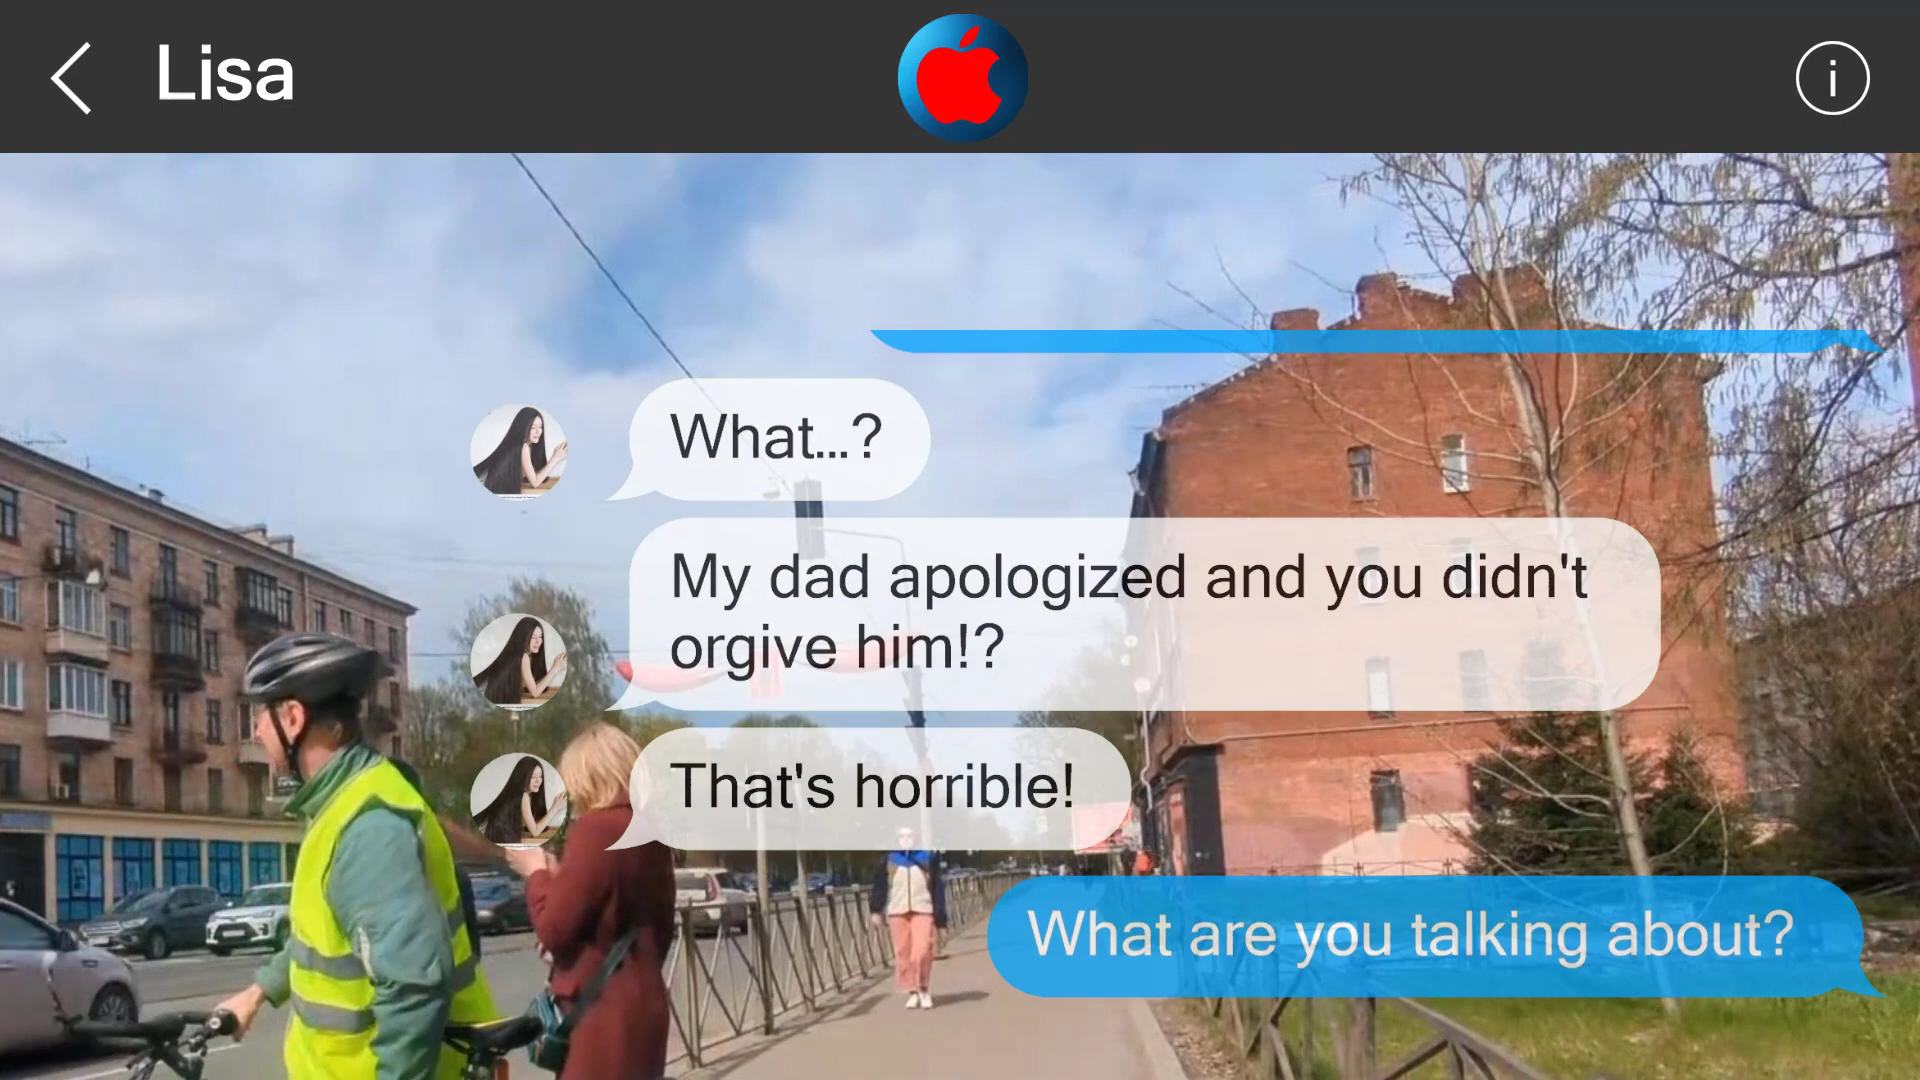 Lisa
What...?
My dad apologized and you didn't
orgive him!?
That's horrible!
What are you talking about?